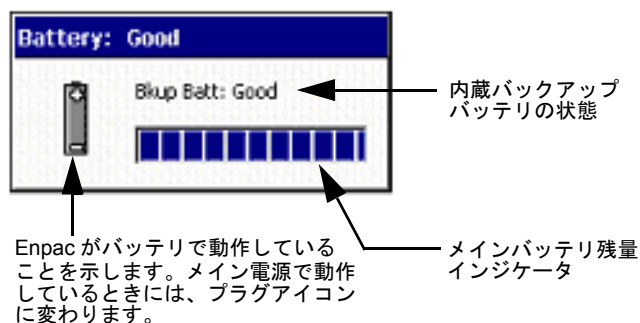 Battery: Good
Bkup Batt: Good
内蔵バックアップ
バッテリの状態
Enpac がバッテリで動作している
ことを示します。メイン電源で動作
しているときには、プラグアイコン
に変わります。
メインバッテリ残量
インジケータ